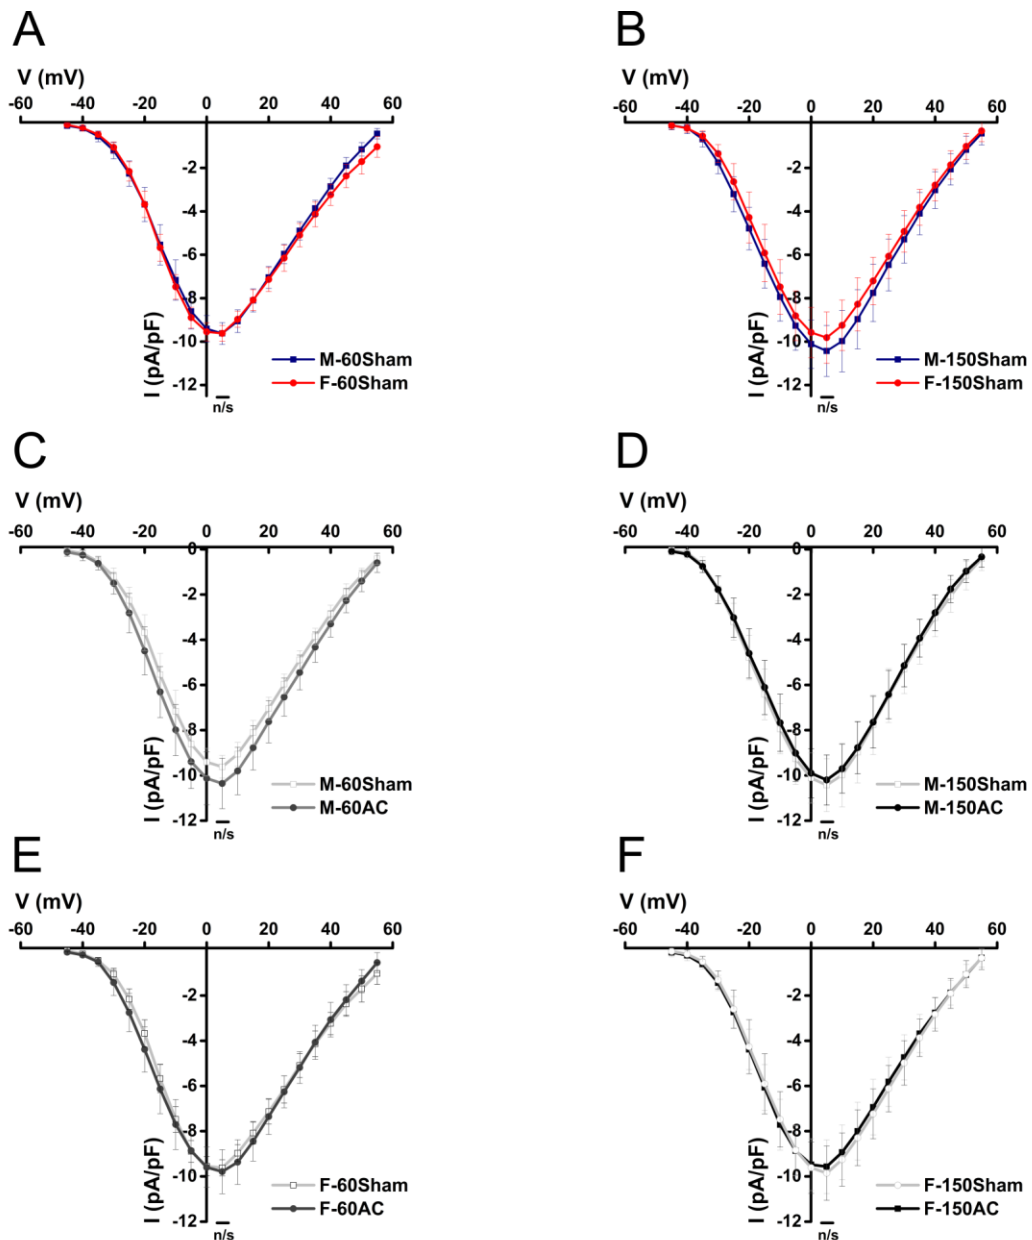 A
V (mV)
-60 -40 -20 0 20 40 60
-2
-4
-6
-8
-10
-12
I (pA/pF)
M-60Sham
F-60Sham
n/s
B
V (mV)
-60 -40 -20 0 20 40 60
-2
-4
-6
-8
-10
-12
I (pA/pF)
M-150Sham
F-150Sham
n/s
C
V (mV)
-60 -40 -20 0 20 40 60
0
-2
-4
-6
-8
-10
-12
I (pA/pF)
M-60Sham
M-60AC
n/s
D
V (mV)
-60 -40 -20 0 20 40 60
0
-2
-4
-6
-8
-10
-12
I (pA/pF)
M-150Sham
M-150AC
n/s
E
V (mV)
-60 -40 -20 0 20 40 60
-2
-4
-6
-8
-10
-12
I (pA/pF)
F-60Sham
F-60AC
n/s
F
V (mV)
-60 -40 -20 0 20 40 60
-2
-4
-6
-8
-10
-12
I (pA/pF)
F-150Sham
F-150AC
n/s